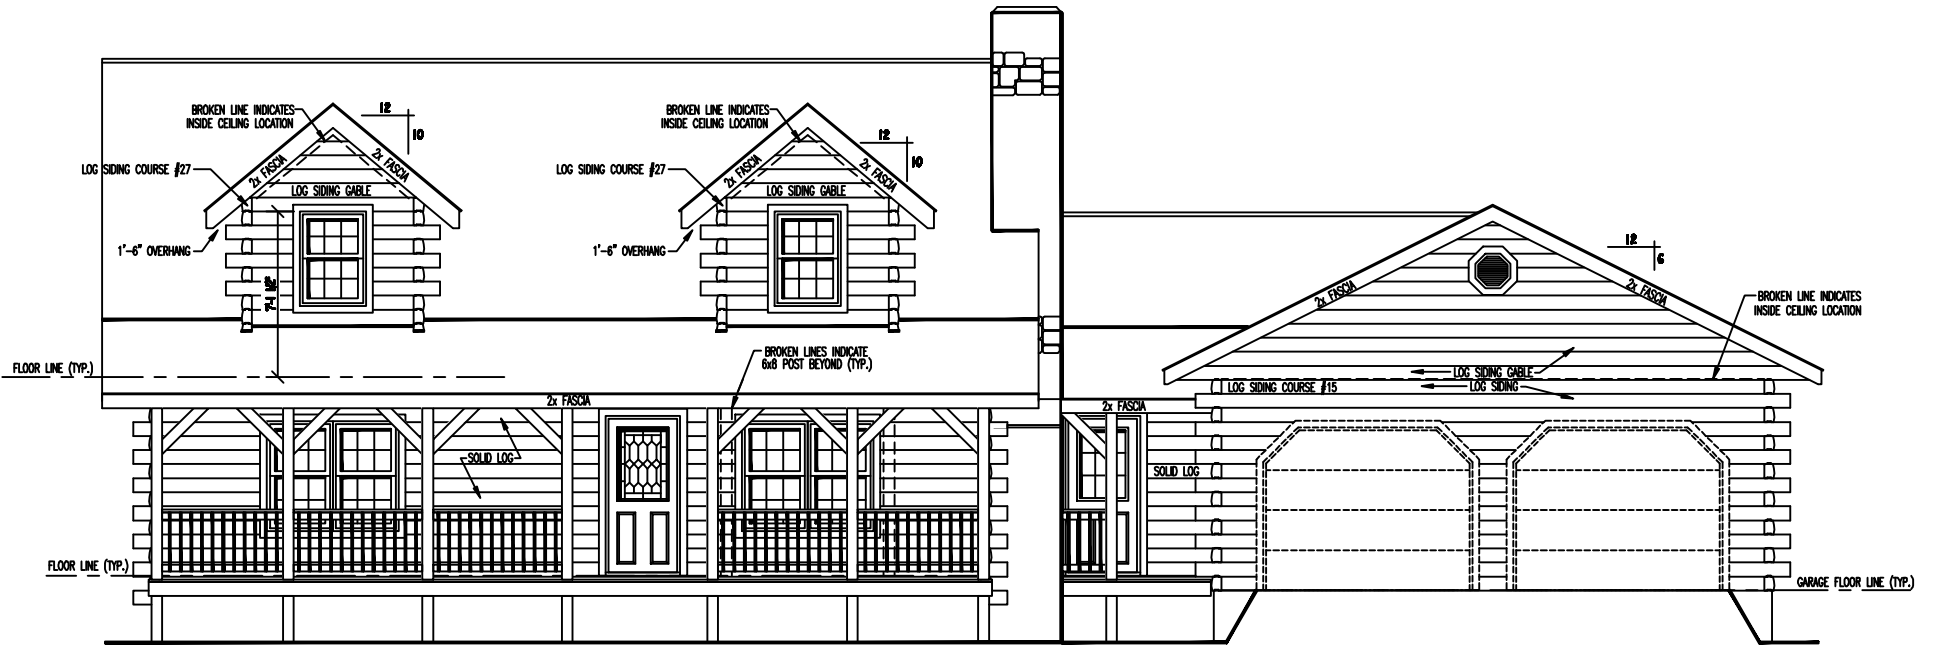 BROKEN LINE INDICATES
INSIDE CEILING LOCATION
12
10
2x FASCIA
2x FASCIA
LOG SIDING COURSE #27
LOG SIDING GABLE
1'-6" OVERHANG
7'-1 1/2"
BROKEN LINE INDICATES
INSIDE CEILING LOCATION
12
10
2x FASCIA
2x FASCIA
LOG SIDING COURSE #27
LOG SIDING GABLE
1'-6" OVERHANG
12
6
2x FASCIA
2x FASCIA
BROKEN LINE INDICATES
INSIDE CEILING LOCATION
BROKEN LINES INDICATE
6x8 POST BEYOND (TYP.)
FLOOR LINE (TYP.)
LOG SIDING GABLE
LOG SIDING COURSE #15
LOG SIDING
2x FASCIA
2x FASCIA
SOLID LOG
SOLID LOG
FLOOR LINE (TYP.)
GARAGE FLOOR LINE (TYP.)